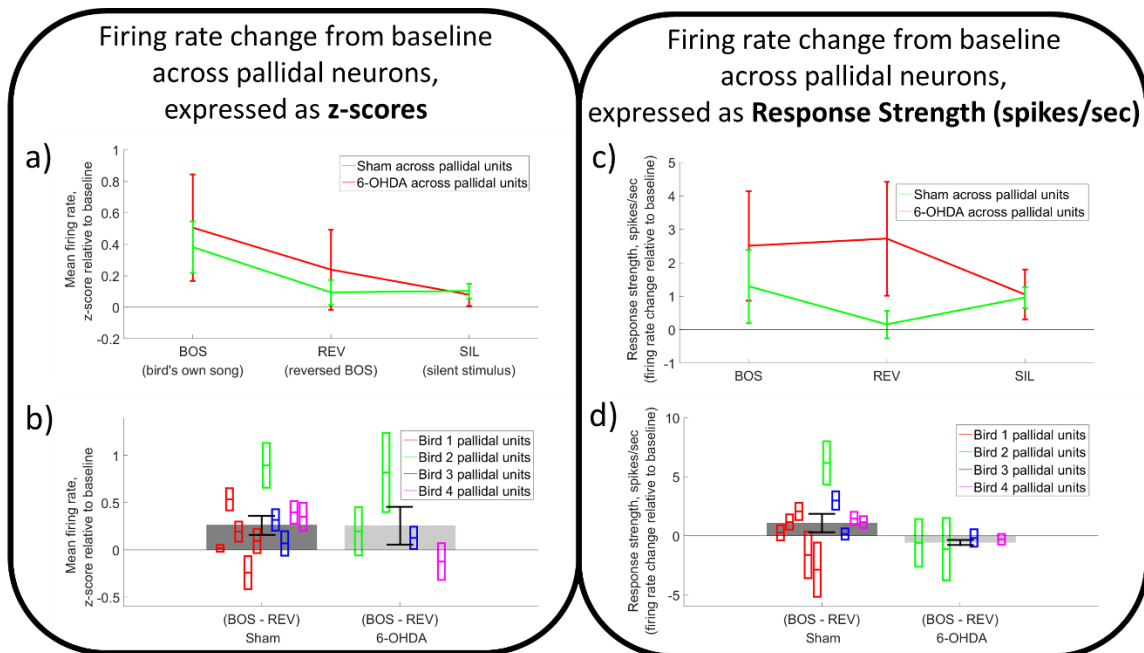 Firing rate change from baseline
across pallidal neurons,
expressed as z-scores
a)
Mean firing rate,
z-score relative to baseline
1
0.8
0.6
0.4
0.2
0
-0.2
Sham across pallidal units
6-OHDA across pallidal units
BOS
REV
SIL
(bird's own song)
(reversed BOS)
(silent stimulus)
b)
Mean firing rate,
z-score relative to baseline
1
0.5
0
-0.5
Bird 1 pallidal units
Bird 2 pallidal units
Bird 3 pallidal units
Bird 4 pallidal units
(BOS - REV)
(BOS - REV)
Sham
6-OHDA
Firing rate change from baseline
across pallidal neurons,
expressed as Response Strength (spikes/sec)
c)
Response strength, spikes/sec
(firing rate change relative to baseline)
5
4
3
2
1
0
-1
Sham across pallidal units
6-OHDA across pallidal units
BOS
REV
SIL
d)
Response strength, spikes/sec
(firing rate change relative to baseline)
10
5
0
-5
Bird 1 pallidal units
Bird 2 pallidal units
Bird 3 pallidal units
Bird 4 pallidal units
(BOS - REV)
(BOS - REV)
Sham
6-OHDA